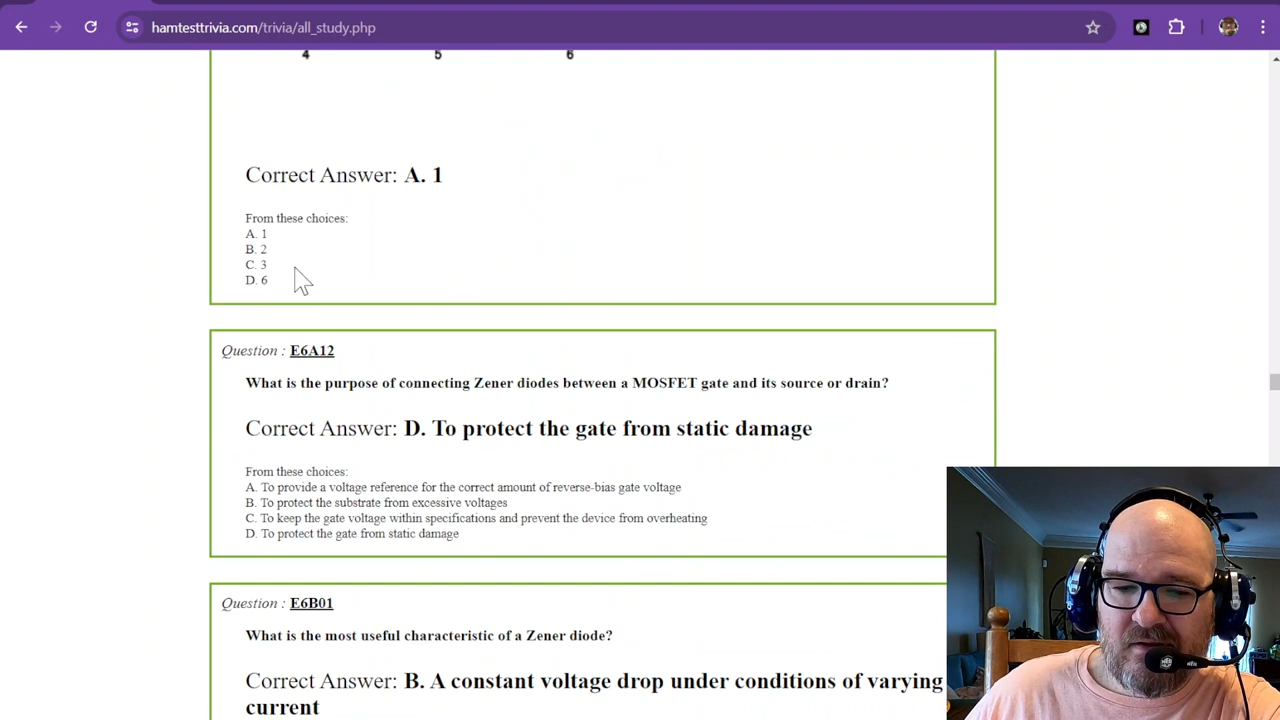 hamtesttrivia.com/trivia/all_study.php
4 5 6
Correct Answer: A. 1
From these choices:
A. 1
B. 2
C. 3
D. 6
Question : E6A12
What is the purpose of connecting Zener diodes between a MOSFET gate and its source or drain?
Correct Answer: D. To protect the gate from static damage
From these choices:
A. To provide a voltage reference for the correct amount of reverse-bias gate voltage
B. To protect the substrate from excessive voltages
C. To keep the gate voltage within specifications and prevent the device from overheating
D. To protect the gate from static damage
Question : E6B01
What is the most useful characteristic of a Zener diode?
Correct Answer: B. A constant voltage drop under conditions of varying
current